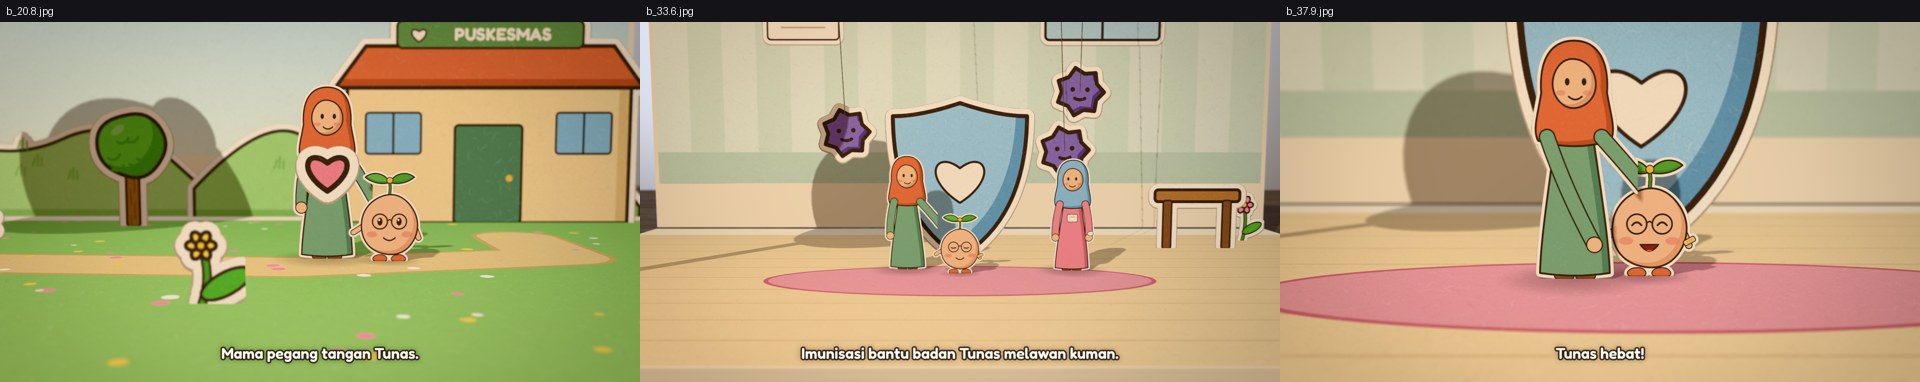 b_20.8.jpg
b_33.6.jpg
b_37.9.jpg
PUSKESMAS
Mama pegang tangan Tunas.
Imunisasi bantu badan Tunas melawan kuman.
Tunas hebat!